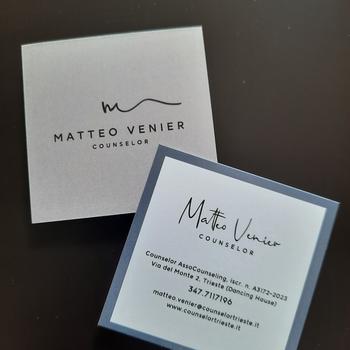 m
MATTEO VENIER
COUNSELOR
Matteo Venier
COUNSELOR
Counselor AssoCounseling, iscr. n. A3172-2023
Via del Monte 2, Trieste (Dancing House)
347.7117196
matteo.venier@counselortrieste.it
www.counselortrieste.it